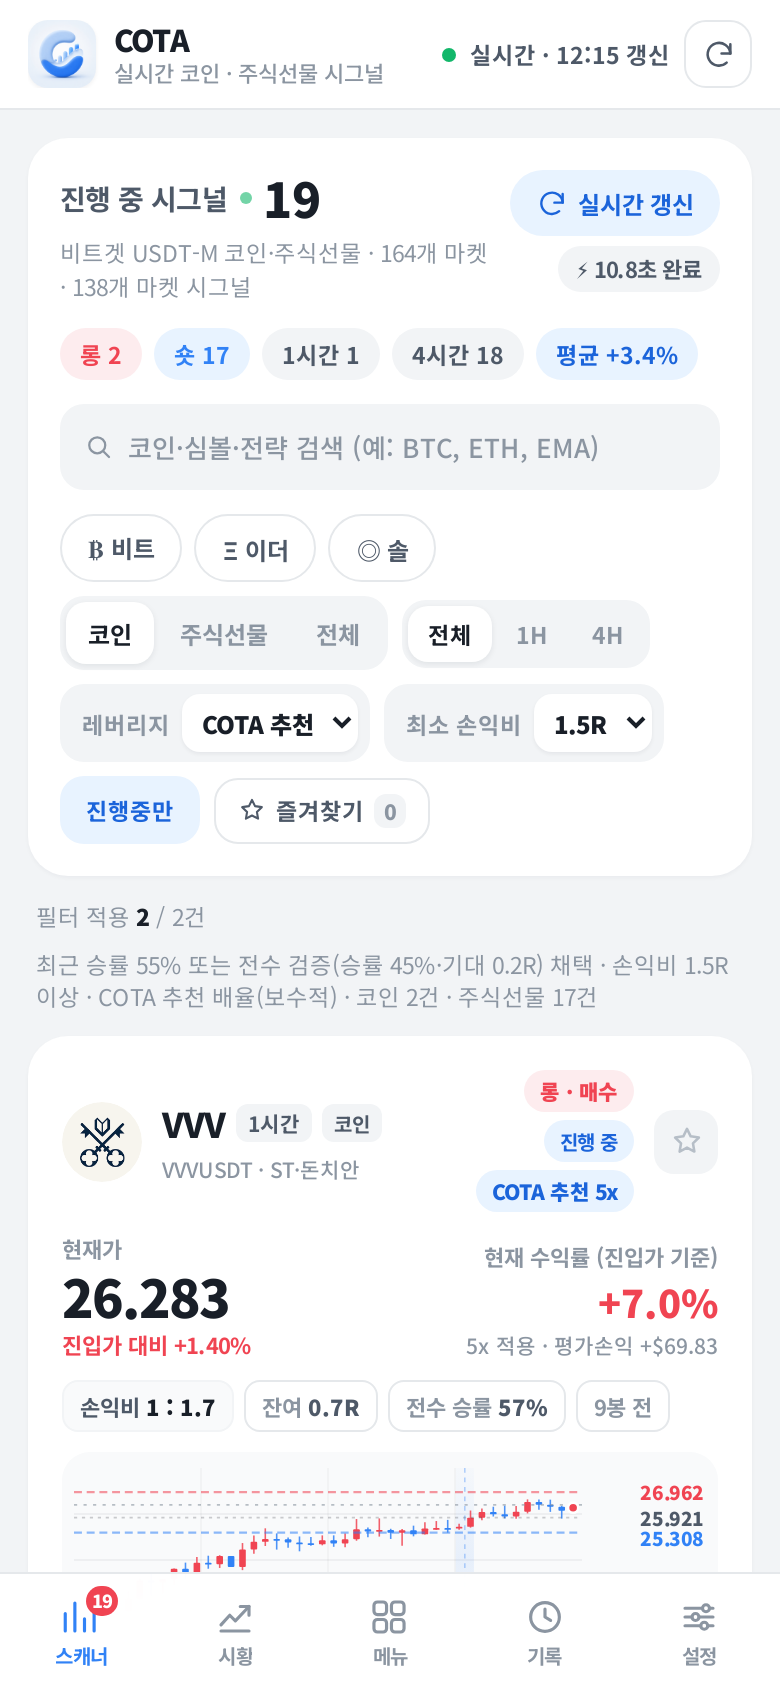 COTA
실시간 코인 · 주식선물 시그널
실시간 · 12:15 갱신
진행 중 시그널 19
실시간 갱신
비트겟 USDT-M 코인·주식선물 · 164개 마켓
· 138개 마켓 시그널
⚡ 10.8초 완료
롱 2 숏 17 1시간 1 4시간 18 평균 +3.4%
코인·심볼·전략 검색 (예: BTC, ETH, EMA)
₿ 비트 Ξ 이더 ◎ 솔
코인 주식선물 전체 전체 1H 4H
레버리지 COTA 추천 최소 손익비 1.5R
진행중만 즐겨찾기 0
필터 적용 2 / 2건
최근 승률 55% 또는 전수 검증(승률 45%·기대 0.2R) 채택 · 손익비 1.5R
이상 · COTA 추천 배율(보수적) · 코인 2건 · 주식선물 17건
롱 · 매수
VVV 1시간 코인
진행 중
VVVUSDT · ST·돈치안
COTA 추천 5x
현재가
현재 수익률 (진입가 기준)
26.283
+7.0%
진입가 대비 +1.40%
5x 적용 · 평가손익 +$69.83
손익비 1 : 1.7 잔여 0.7R 전수 승률 57% 9봉 전
26.962
25.921
25.308
19
스캐너 시황 메뉴 기록 설정